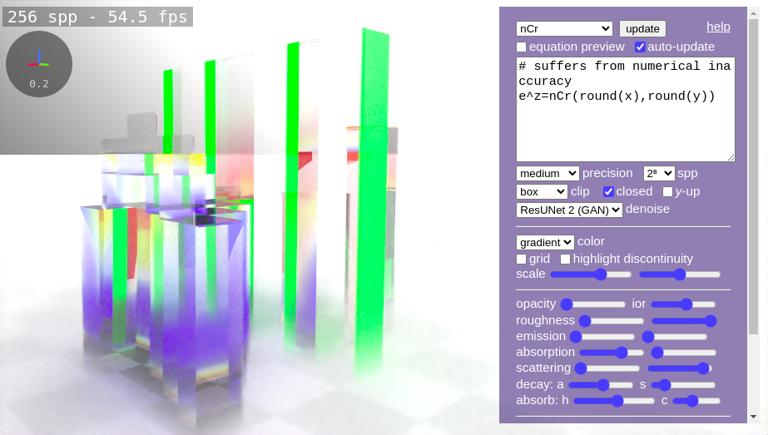 256 spp - 54.5 fps
0.2
nCr
update
help
equation preview
auto-update
# suffers from numerical ina
ccuracy
e^z=nCr(round(x),round(y))
medium precision 2⁸ spp
box clip closed y-up
ResUNet 2 (GAN) denoise
gradient color
grid highlight discontinuity
scale
opacity ior
roughness
emission
absorption
scattering
decay: a s
absorb: h c